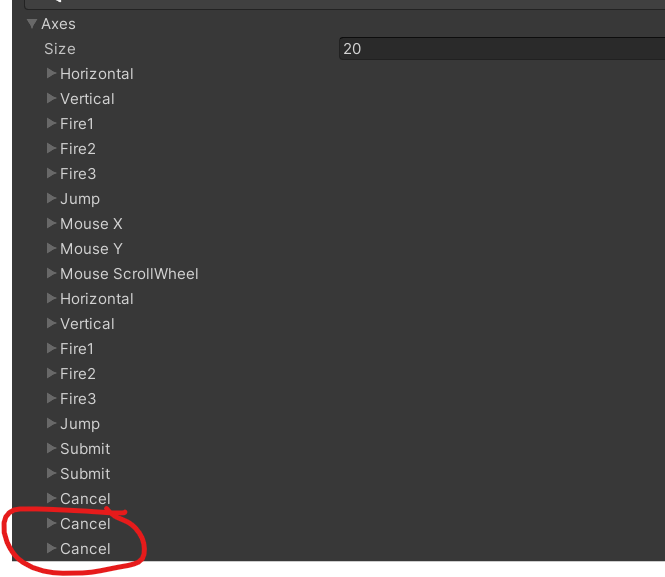 Axes
Size 20
Horizontal
Vertical
Fire1
Fire2
Fire3
Jump
Mouse X
Mouse Y
Mouse ScrollWheel
Horizontal
Vertical
Fire1
Fire2
Fire3
Jump
Submit
Submit
Cancel
Cancel
Cancel